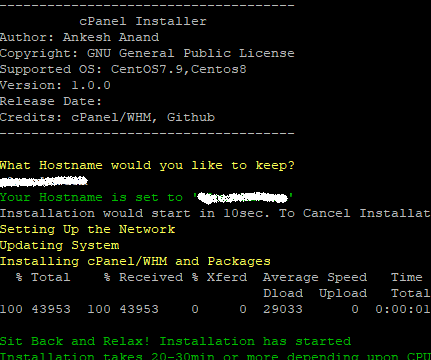 -------------------------------------
cPanel Installer
Author: Ankesh Anand
Copyright: GNU General Public License
Supported OS: CentOS7.9,Centos8
Version: 1.0.0
Release Date:
Credits: cPanel/WHM, Github
-------------------------------------
What Hostname would you like to keep?
Your Hostname is set to ' '
Installation would start in 10sec. To Cancel Installat
Setting Up the Network
Updating System
Installing cPanel/WHM and Packages
% Total % Received % Xferd Average Speed Time
Dload Upload Total
100 43953 100 43953 0 0 29033 0 0:00:01
Sit Back and Relax! Installation has started
Installation takes 20-30min or more depending upon CPU